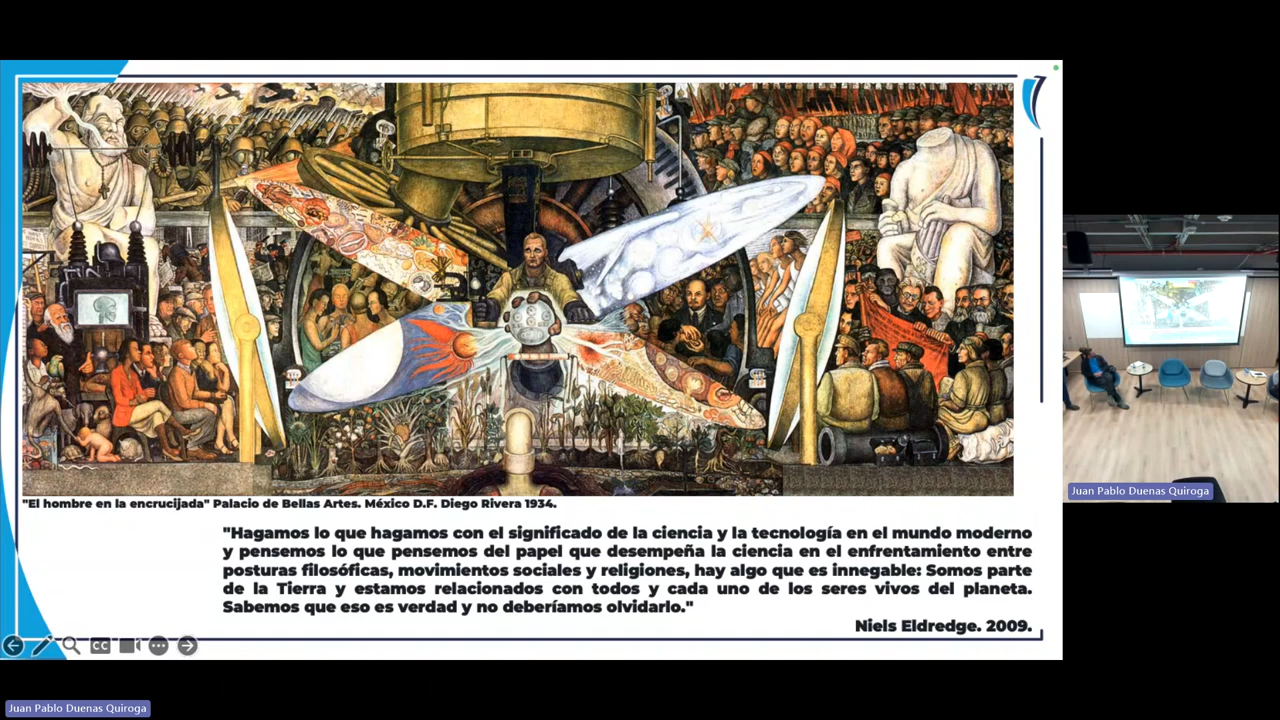 "El hombre en la encrucijada" Palacio de Bellas Artes. México D.F. Diego Rivera 1934.
"Hagamos lo que hagamos con el significado de la ciencia y la tecnología en el mundo moderno
y pensemos lo que pensemos del papel que desempeña la ciencia en el enfrentamiento entre
posturas filosóficas, movimientos sociales y religiones, hay algo que es innegable: Somos parte
de la Tierra y estamos relacionados con todos y cada uno de los seres vivos del planeta.
Sabemos que eso es verdad y no deberíamos olvidarlo."
Niels Eldredge. 2009.
CC
Juan Pablo Duenas Quiroga
Juan Pablo Duenas Quiroga